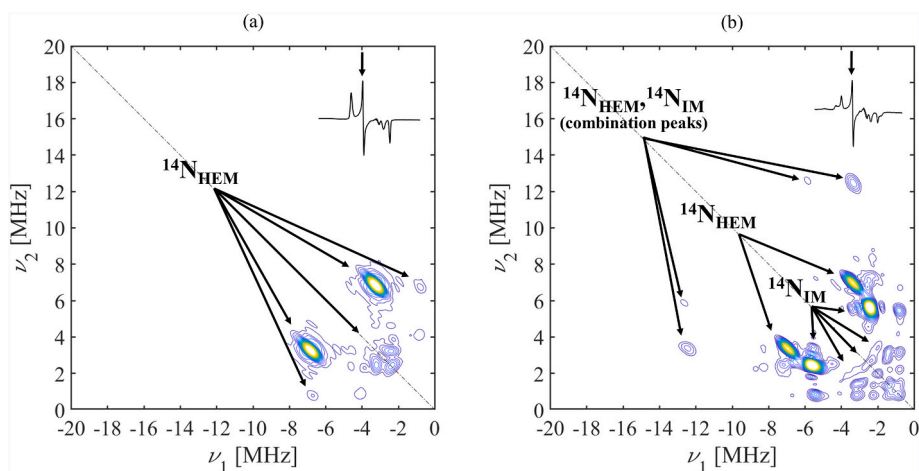 (a)
20
18
16
14
12
10
8
6
4
2
0
ν2 [MHz]
14NHEM
-20 -18 -16 -14 -12 -10 -8 -6 -4 -2 0
ν1 [MHz]
(b)
20
18
16
14
12
10
8
6
4
2
0
ν2 [MHz]
14NHEM,14NIM
(combination peaks)
14NHEM
14NIM
-20 -18 -16 -14 -12 -10 -8 -6 -4 -2 0
ν1 [MHz]